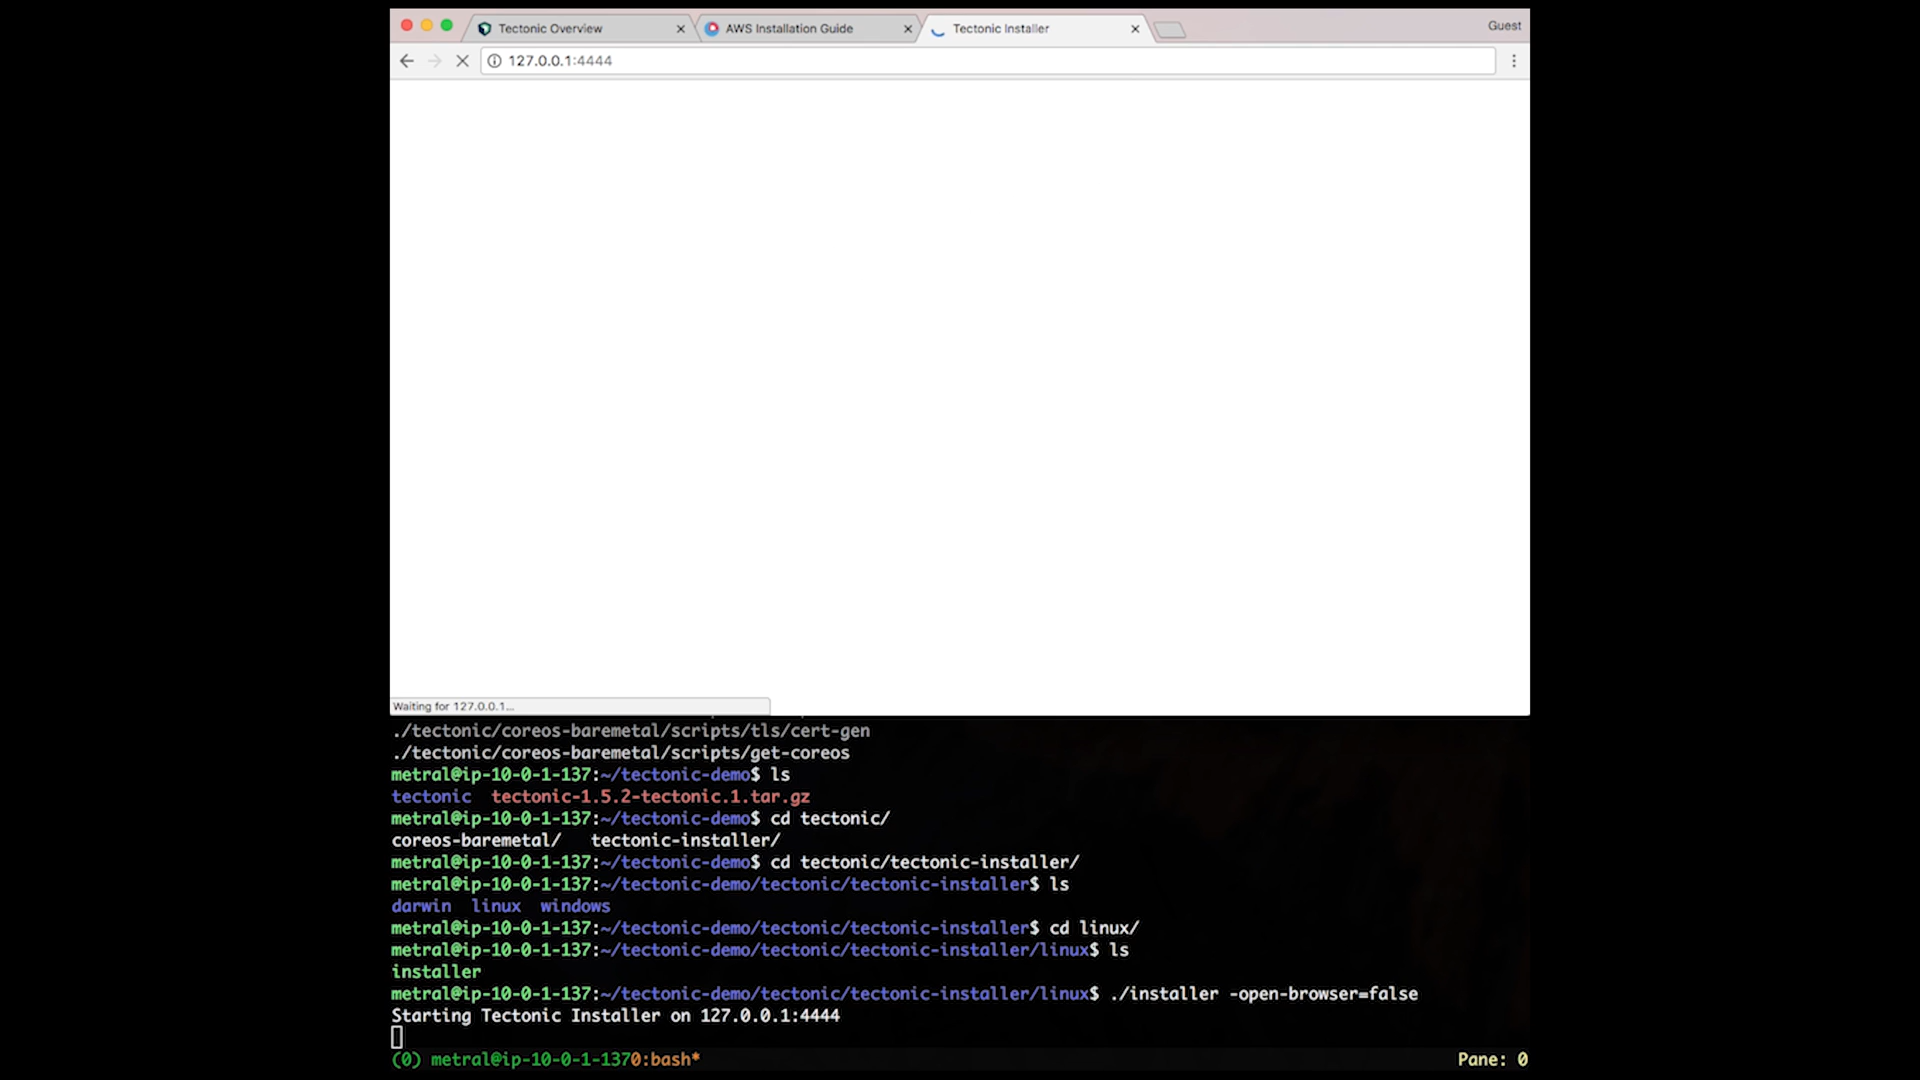 Tectonic Overview
AWS Installation Guide
Tectonic Installer
Guest
127.0.0.1:4444
Waiting for 127.0.0.1...
./tectonic/coreos-baremetal/scripts/tls/cert-gen
./tectonic/coreos-baremetal/scripts/get-coreos
metral@ip-10-0-1-137:~/tectonic-demo$ ls
tectonic  tectonic-1.5.2-tectonic.1.tar.gz
metral@ip-10-0-1-137:~/tectonic-demo$ cd tectonic/
coreos-baremetal/   tectonic-installer/
metral@ip-10-0-1-137:~/tectonic-demo$ cd tectonic/tectonic-installer/
metral@ip-10-0-1-137:~/tectonic-demo/tectonic/tectonic-installer$ ls
darwin  linux  windows
metral@ip-10-0-1-137:~/tectonic-demo/tectonic/tectonic-installer$ cd linux/
metral@ip-10-0-1-137:~/tectonic-demo/tectonic/tectonic-installer/linux$ ls
installer
metral@ip-10-0-1-137:~/tectonic-demo/tectonic/tectonic-installer/linux$ ./installer -open-browser=false
Starting Tectonic Installer on 127.0.0.1:4444
(0) metral@ip-10-0-1-1370:bash*
Pane: 0